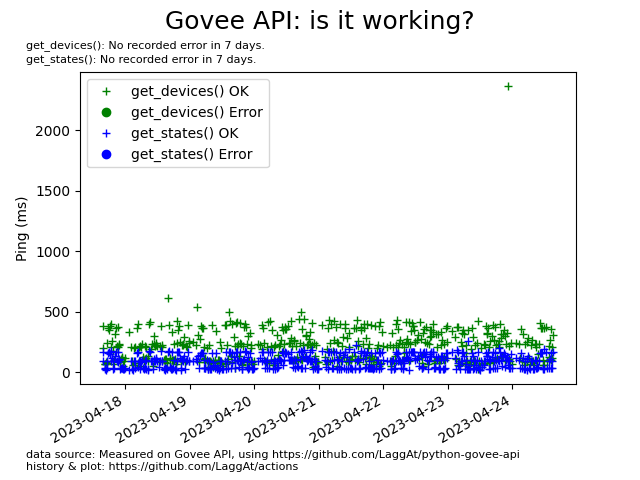 Govee API: is it working?
get_devices(): No recorded error in 7 days.
get_states(): No recorded error in 7 days.
get_devices() OK
get_devices() Error
get_states() OK
get_states() Error
Ping (ms)
2000
1500
1000
500
0
2023-04-18
2023-04-19
2023-04-20
2023-04-21
2023-04-22
2023-04-23
2023-04-24
data source: Measured on Govee API, using https://github.com/LaggAt/python-govee-api
history & plot: https://github.com/LaggAt/actions